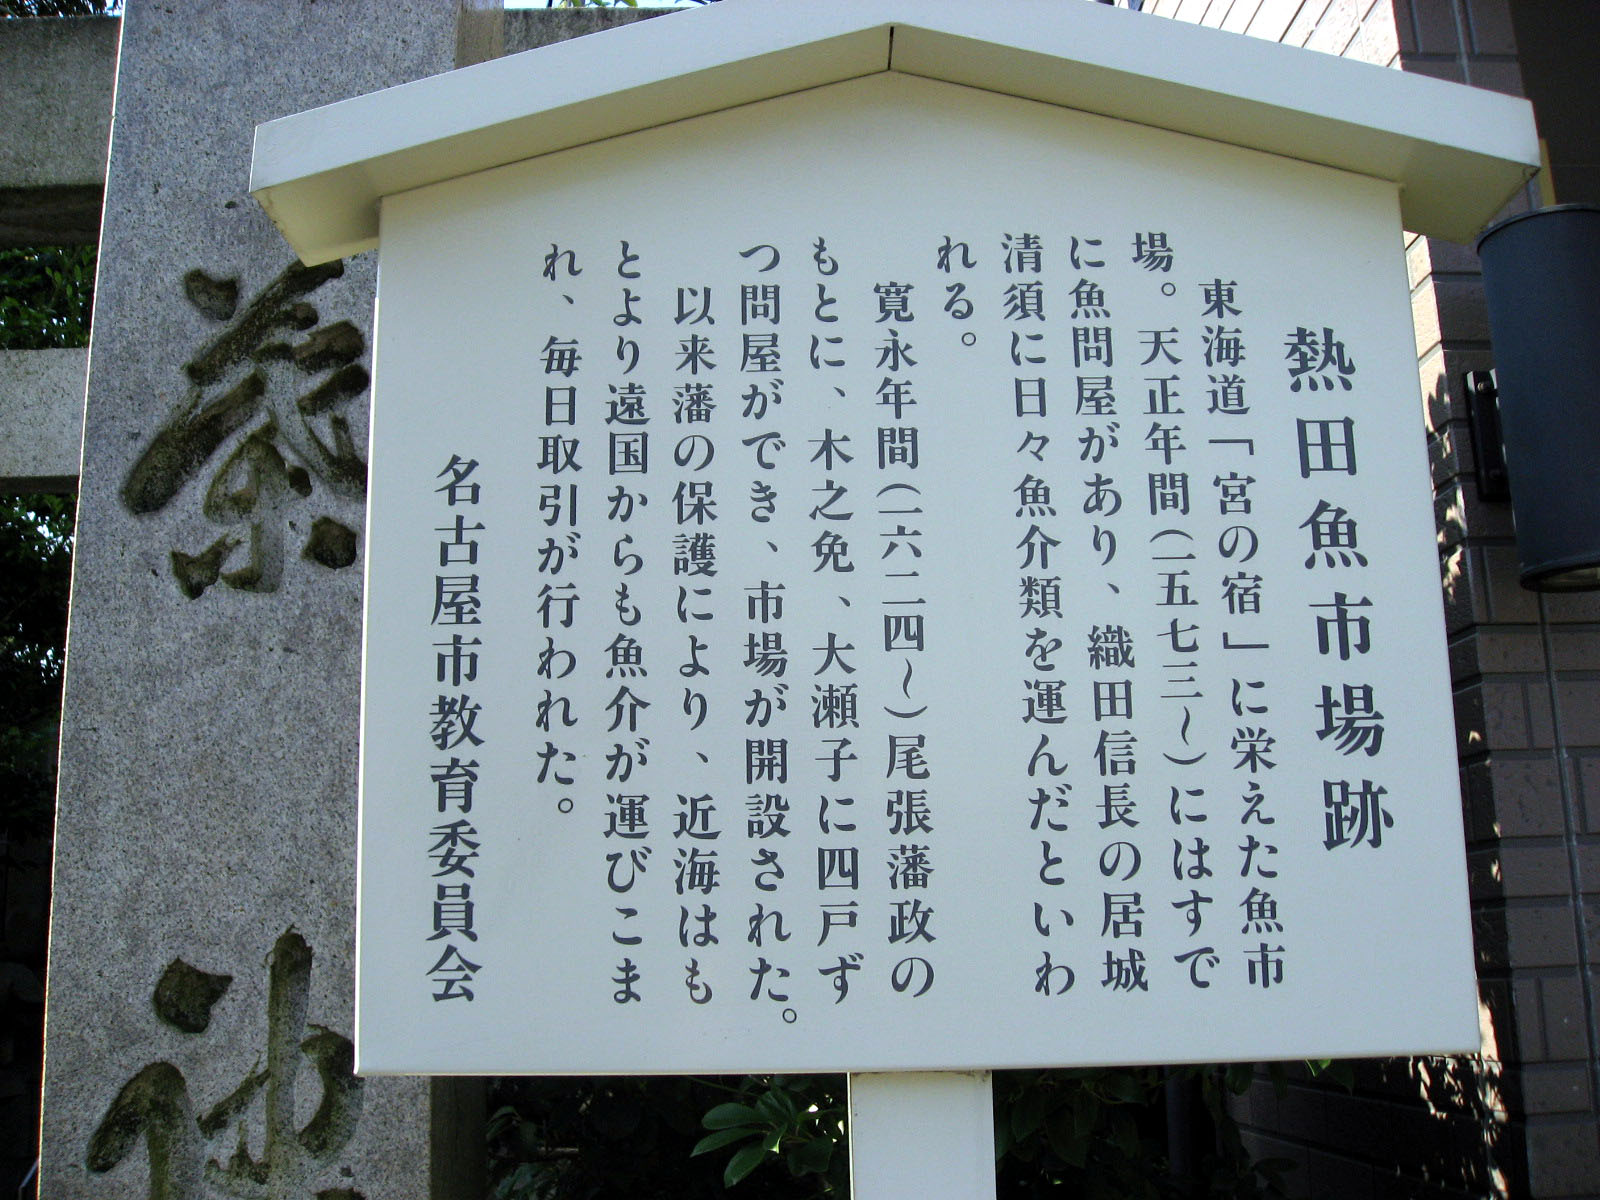 熱田魚市場跡
東海道「宮の宿」に栄えた魚市
場。天正年間(一五七三~)にはすで
に魚問屋があり、織田信長の居城
清須に日々魚介類を運んだといわ
れる。
寛永年間(一六二四~)尾張藩政の
もとに、木之免、大瀬子に四戸ず
つ問屋ができ、市場が開設された。
以来藩の保護により、近海はも
とより遠国からも魚介が運びこま
れ、毎日取引が行われた。
名古屋市教育委員会